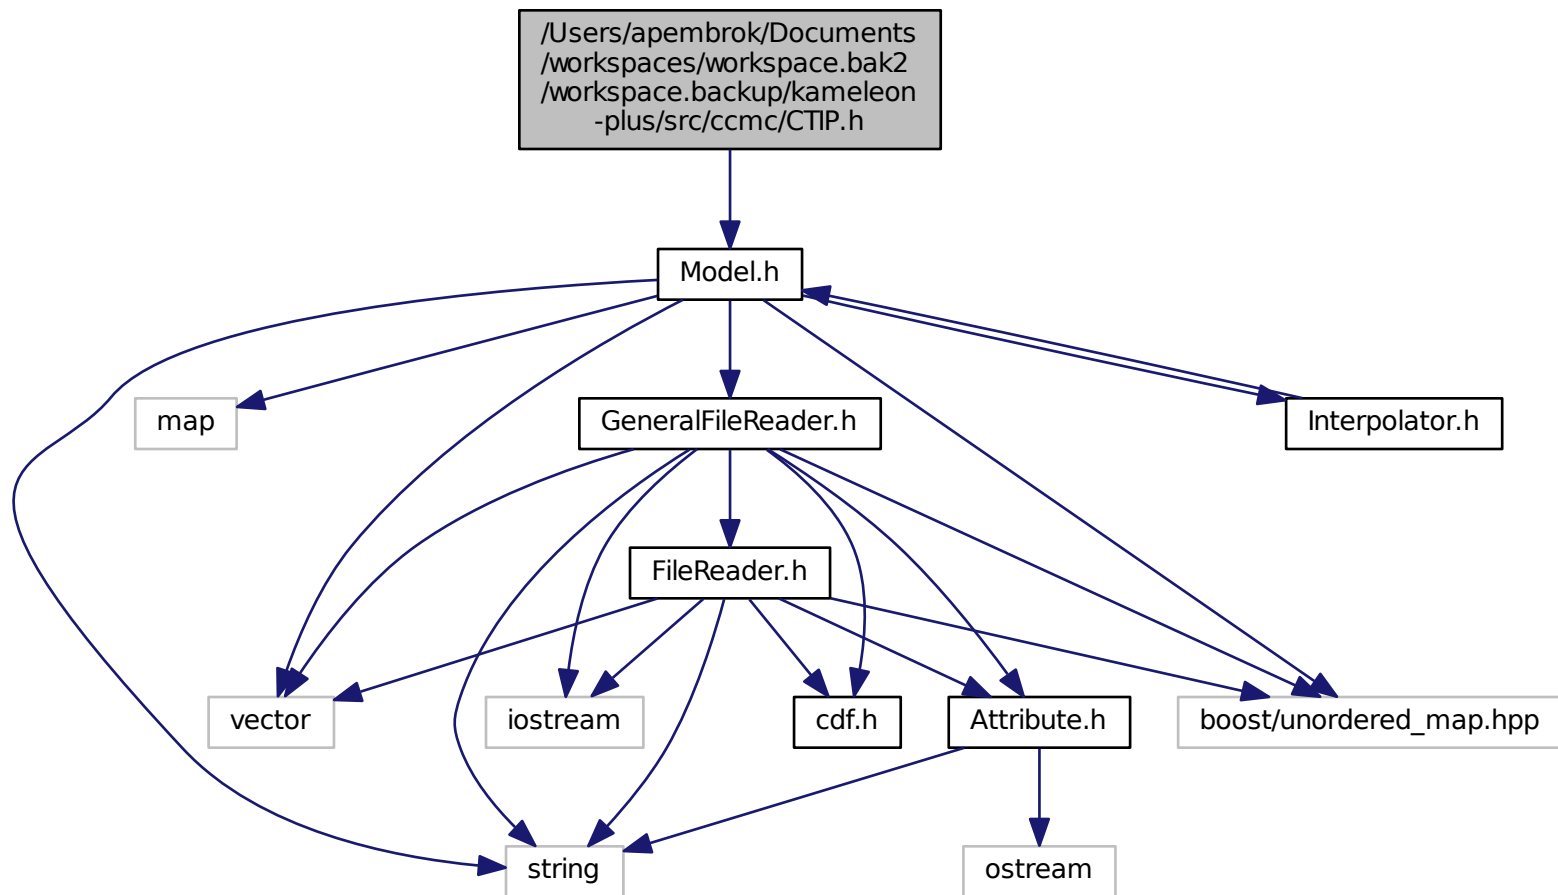 /Users/apembrok/Documents
/workspaces/workspace.bak2
/workspace.backup/kameleon
-plus/src/ccmc/CTIP.h
Model.h
map
GeneralFileReader.h
Interpolator.h
FileReader.h
vector
iostream
cdf.h
Attribute.h
boost/unordered_map.hpp
string
ostream